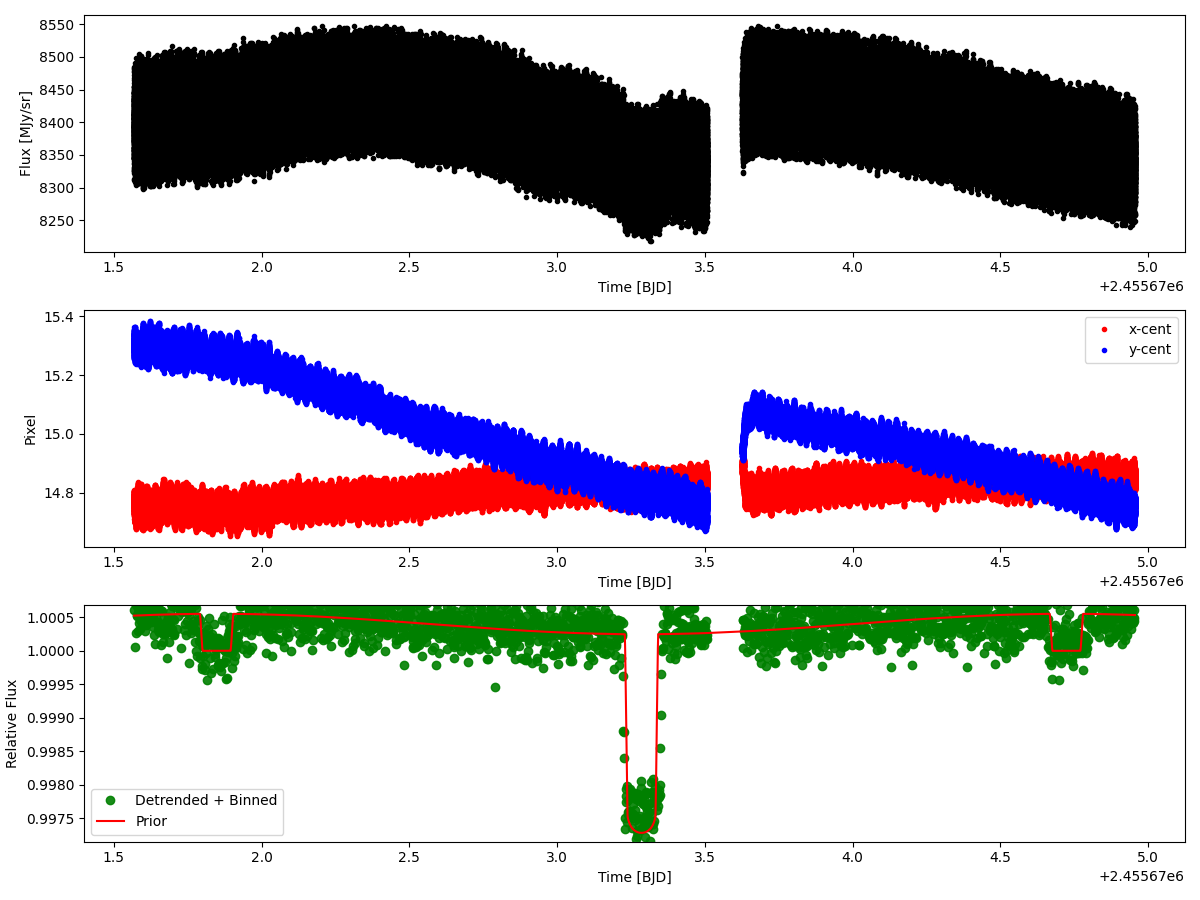 8550
8500
8450
8400
8350
8300
8250
Flux [MJy/sr]
1.5 2.0 2.5 3.0 3.5 4.0 4.5 5.0
Time [BJD]
+2.45567e6
15.4
15.2
15.0
14.8
Pixel
x-cent
y-cent
1.5 2.0 2.5 3.0 3.5 4.0 4.5 5.0
Time [BJD]
+2.45567e6
1.0005
1.0000
0.9995
0.9990
0.9985
0.9980
0.9975
Relative Flux
Detrended + Binned
Prior
1.5 2.0 2.5 3.0 3.5 4.0 4.5 5.0
Time [BJD]
+2.45567e6